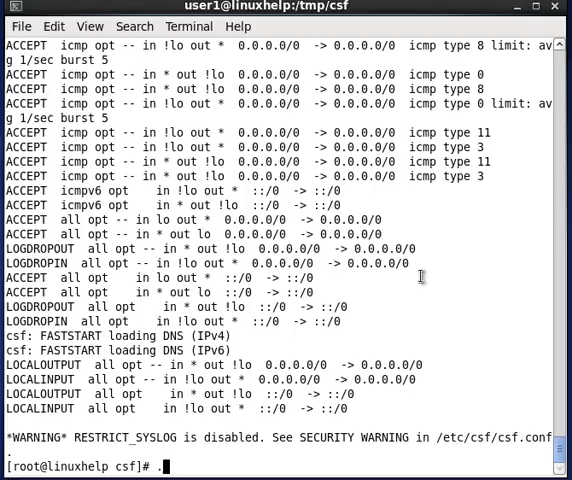 user1@linuxhelp:/tmp/csf
File Edit View Search Terminal Help
ACCEPT  icmp opt -- in !lo out *  0.0.0.0/0  -> 0.0.0.0/0  icmp type 8 limit: av
g 1/sec burst 5
ACCEPT  icmp opt -- in * out !lo  0.0.0.0/0  -> 0.0.0.0/0  icmp type 0
ACCEPT  icmp opt -- in * out !lo  0.0.0.0/0  -> 0.0.0.0/0  icmp type 8
ACCEPT  icmp opt -- in !lo out *  0.0.0.0/0  -> 0.0.0.0/0  icmp type 0 limit: av
g 1/sec burst 5
ACCEPT  icmp opt -- in !lo out *  0.0.0.0/0  -> 0.0.0.0/0  icmp type 11
ACCEPT  icmp opt -- in !lo out *  0.0.0.0/0  -> 0.0.0.0/0  icmp type 3
ACCEPT  icmp opt -- in * out !lo  0.0.0.0/0  -> 0.0.0.0/0  icmp type 11
ACCEPT  icmp opt -- in * out !lo  0.0.0.0/0  -> 0.0.0.0/0  icmp type 3
ACCEPT  icmpv6 opt    in !lo out *  ::/0  -> ::/0
ACCEPT  icmpv6 opt    in * out !lo  ::/0  -> ::/0
ACCEPT  all opt -- in lo out *  0.0.0.0/0  -> 0.0.0.0/0
ACCEPT  all opt -- in * out lo  0.0.0.0/0  -> 0.0.0.0/0
LOGDROPOUT  all opt -- in * out !lo  0.0.0.0/0  -> 0.0.0.0/0
LOGDROPIN  all opt -- in !lo out *  0.0.0.0/0  -> 0.0.0.0/0
ACCEPT  all opt    in lo out *  ::/0  -> ::/0
ACCEPT  all opt    in * out lo  ::/0  -> ::/0
LOGDROPOUT  all opt    in * out !lo  ::/0  -> ::/0
LOGDROPIN  all opt    in !lo out *  ::/0  -> ::/0
csf: FASTSTART loading DNS (IPv4)
csf: FASTSTART loading DNS (IPv6)
LOCALOUTPUT  all opt -- in * out !lo  0.0.0.0/0  -> 0.0.0.0/0
LOCALINPUT  all opt -- in !lo out *  0.0.0.0/0  -> 0.0.0.0/0
LOCALOUTPUT  all opt    in * out !lo  ::/0  -> ::/0
LOCALINPUT  all opt    in !lo out *  ::/0  -> ::/0
*WARNING* RESTRICT_SYSLOG is disabled. See SECURITY WARNING in /etc/csf/csf.conf
.
[root@linuxhelp csf]# .